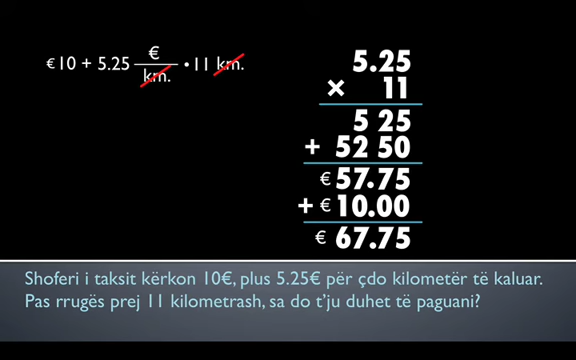 €10 + 5.25 € / km. • 11 km.
5.25
× 11
5 25
+ 52 50
€ 57.75
+ € 10.00
€ 67.75
Shoferi i taksit kërkon 10€, plus 5.25€ për çdo kilometër të kaluar.
Pas rrugës prej 11 kilometrash, sa do t'ju duhet të paguani?